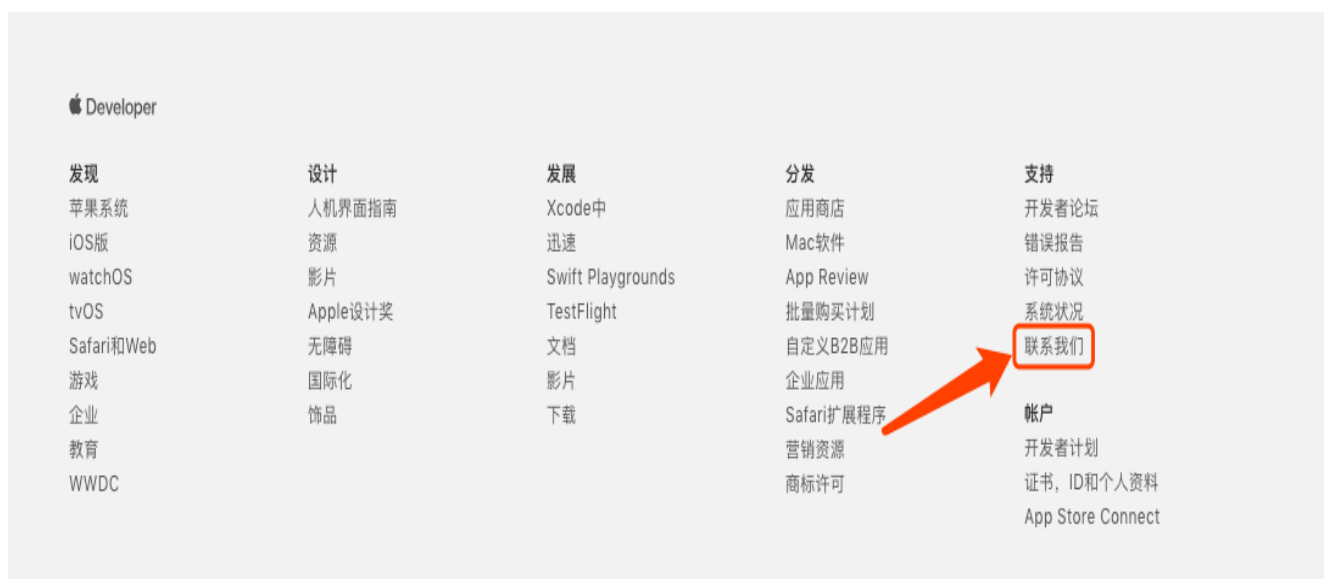 Developer
发现
苹果系统
iOS版
watchOS
tvOS
Safari和Web
游戏
企业
教育
WWDC
设计
人机界面指南
资源
影片
Apple设计奖
无障碍
国际化
饰品
发展
Xcode中
迅速
Swift Playgrounds
TestFlight
文档
影片
下载
分发
应用商店
Mac软件
App Review
批量购买计划
自定义B2B应用
企业应用
Safari扩展程序
营销资源
商标许可
支持
开发者论坛
错误报告
许可协议
系统状况
联系我们
帐户
开发者计划
证书，ID和个人资料
App Store Connect